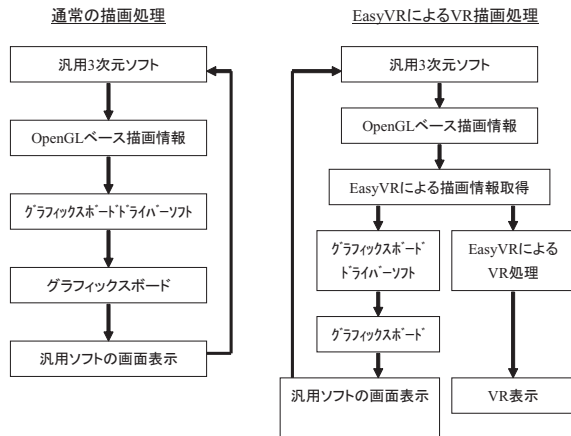 通常の描画処理
汎用3次元ソフト
OpenGLベース描画情報
ｸﾞﾗﾌｨｯｸｽﾎﾞｰﾄﾞﾄﾞﾗｲﾊﾞｰｿﾌﾄ
グラフィックスボード
汎用ソフトの画面表示
EasyVRによるVR描画処理
汎用3次元ソフト
OpenGLベース描画情報
EasyVRによる描画情報取得
ｸﾞﾗﾌｨｯｸｽﾎﾞｰﾄﾞ
ﾄﾞﾗｲﾊﾞｰｿﾌﾄ
ｸﾞﾗﾌｨｯｸｽﾎﾞｰﾄﾞ
汎用ソフトの画面表示
EasyVRによる
VR処理
VR表示